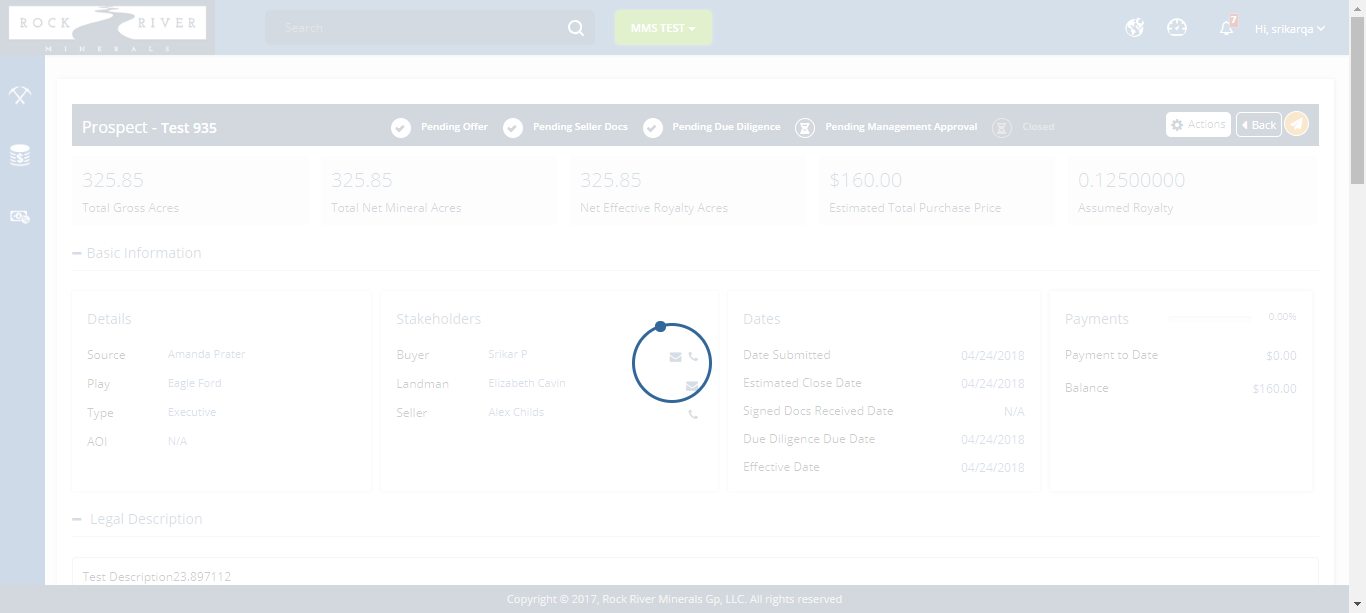 ROCK RIVER
MINERALS
Search
MMS TEST
7
Hi, srikarqa
Prospect - Test 935
Pending Offer
Pending Seller Docs
Pending Due Diligence
Pending Management Approval
Closed
Actions
Back
325.85
Total Gross Acres
325.85
Total Net Mineral Acres
325.85
Net Effective Royalty Acres
$160.00
Estimated Total Purchase Price
0.12500000
Assumed Royalty
Basic Information
Details
Source Amanda Prater
Play Eagle Ford
Type Executive
AOI N/A
Stakeholders
Buyer Srikar P
Landman Elizabeth Cavin
Seller Alex Childs
Dates
Date Submitted 04/24/2018
Estimated Close Date 04/24/2018
Signed Docs Received Date N/A
Due Diligence Due Date 04/24/2018
Effective Date 04/24/2018
Payments 0.00%
Payment to Date $0.00
Balance $160.00
Legal Description
Test Description23.897112
Copyright © 2017, Rock River Minerals Gp, LLC. All rights reserved